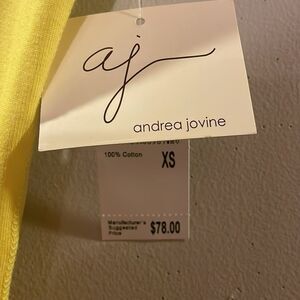 aj
andrea jovine
100% Cotton
XS
Manufacturer's
Suggested
Price
$78.00